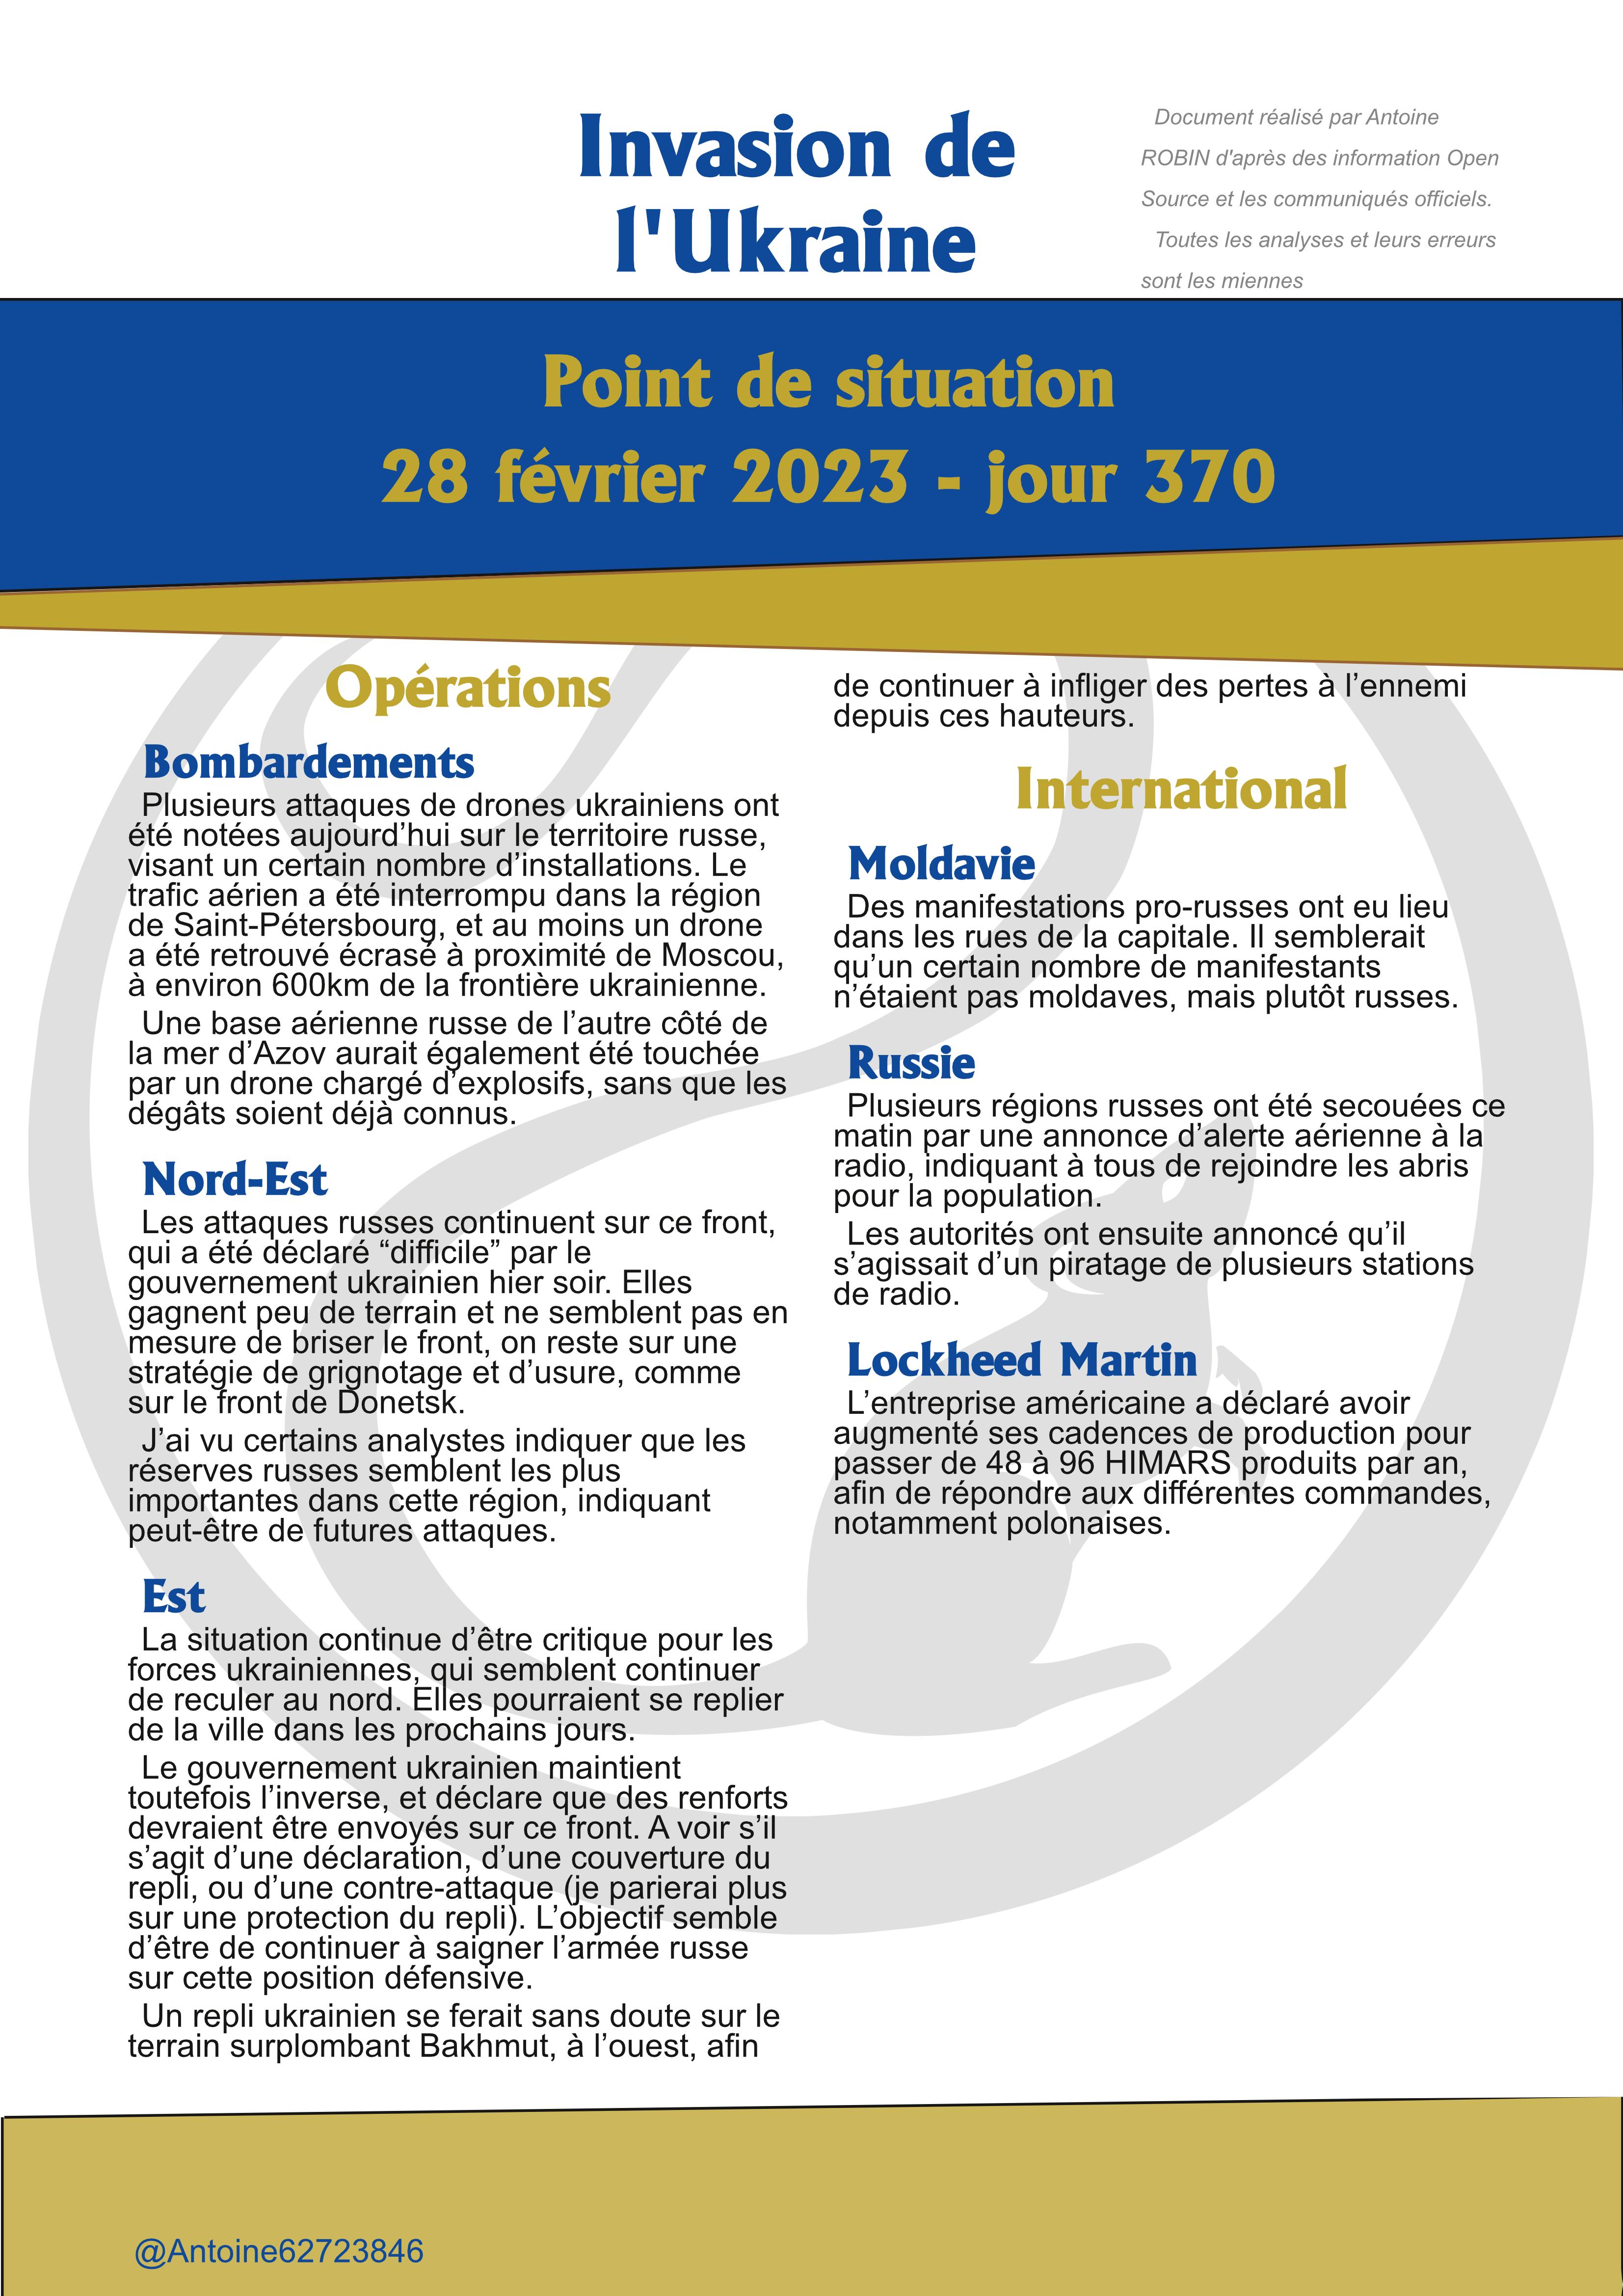 Invasion de
l'Ukraine
Document réalisé par Antoine
ROBIN d'après des information Open
Source et les communiqués officiels.
Toutes les analyses et leurs erreurs
sont les miennes
Point de situation
28 février 2023 - jour 370
Opérations
Bombardements
Plusieurs attaques de drones ukrainiens ont
été notées aujourd’hui sur le territoire russe,
visant un certain nombre d’installations. Le
trafic aérien a été interrompu dans la région
de Saint-Pétersbourg, et au moins un drone
a été retrouvé écrasé à proximité de Moscou,
à environ 600km de la frontière ukrainienne.
Une base aérienne russe de l’autre côté de
la mer d’Azov aurait également été touchée
par un drone chargé d’explosifs, sans que les
dégâts soient déjà connus.
Nord-Est
Les attaques russes continuent sur ce front,
qui a été déclaré “difficile” par le
gouvernement ukrainien hier soir. Elles
gagnent peu de terrain et ne semblent pas en
mesure de briser le front, on reste sur une
stratégie de grignotage et d’usure, comme
sur le front de Donetsk.
J’ai vu certains analystes indiquer que les
réserves russes semblent les plus
importantes dans cette région, indiquant
peut-être de futures attaques.
Est
La situation continue d’être critique pour les
forces ukrainiennes, qui semblent continuer
de reculer au nord. Elles pourraient se replier
de la ville dans les prochains jours.
Le gouvernement ukrainien maintient
toutefois l’inverse, et déclare que des renforts
devraient être envoyés sur ce front. A voir s’il
s’agit d’une déclaration, d’une couverture du
repli, ou d’une contre-attaque (je parierai plus
sur une protection du repli). L’objectif semble
d’être de continuer à saigner l’armée russe
sur cette position défensive.
Un repli ukrainien se ferait sans doute sur le
terrain surplombant Bakhmut, à l’ouest, afin
de continuer à infliger des pertes à l’ennemi
depuis ces hauteurs.
International
Moldavie
Des manifestations pro-russes ont eu lieu
dans les rues de la capitale. Il semblerait
qu’un certain nombre de manifestants
n’étaient pas moldaves, mais plutôt russes.
Russie
Plusieurs régions russes ont été secouées ce
matin par une annonce d’alerte aérienne à la
radio, indiquant à tous de rejoindre les abris
pour la population.
Les autorités ont ensuite annoncé qu’il
s’agissait d’un piratage de plusieurs stations
de radio.
Lockheed Martin
L’entreprise américaine a déclaré avoir
augmenté ses cadences de production pour
passer de 48 à 96 HIMARS produits par an,
afin de répondre aux différentes commandes,
notamment polonaises.
@Antoine62723846